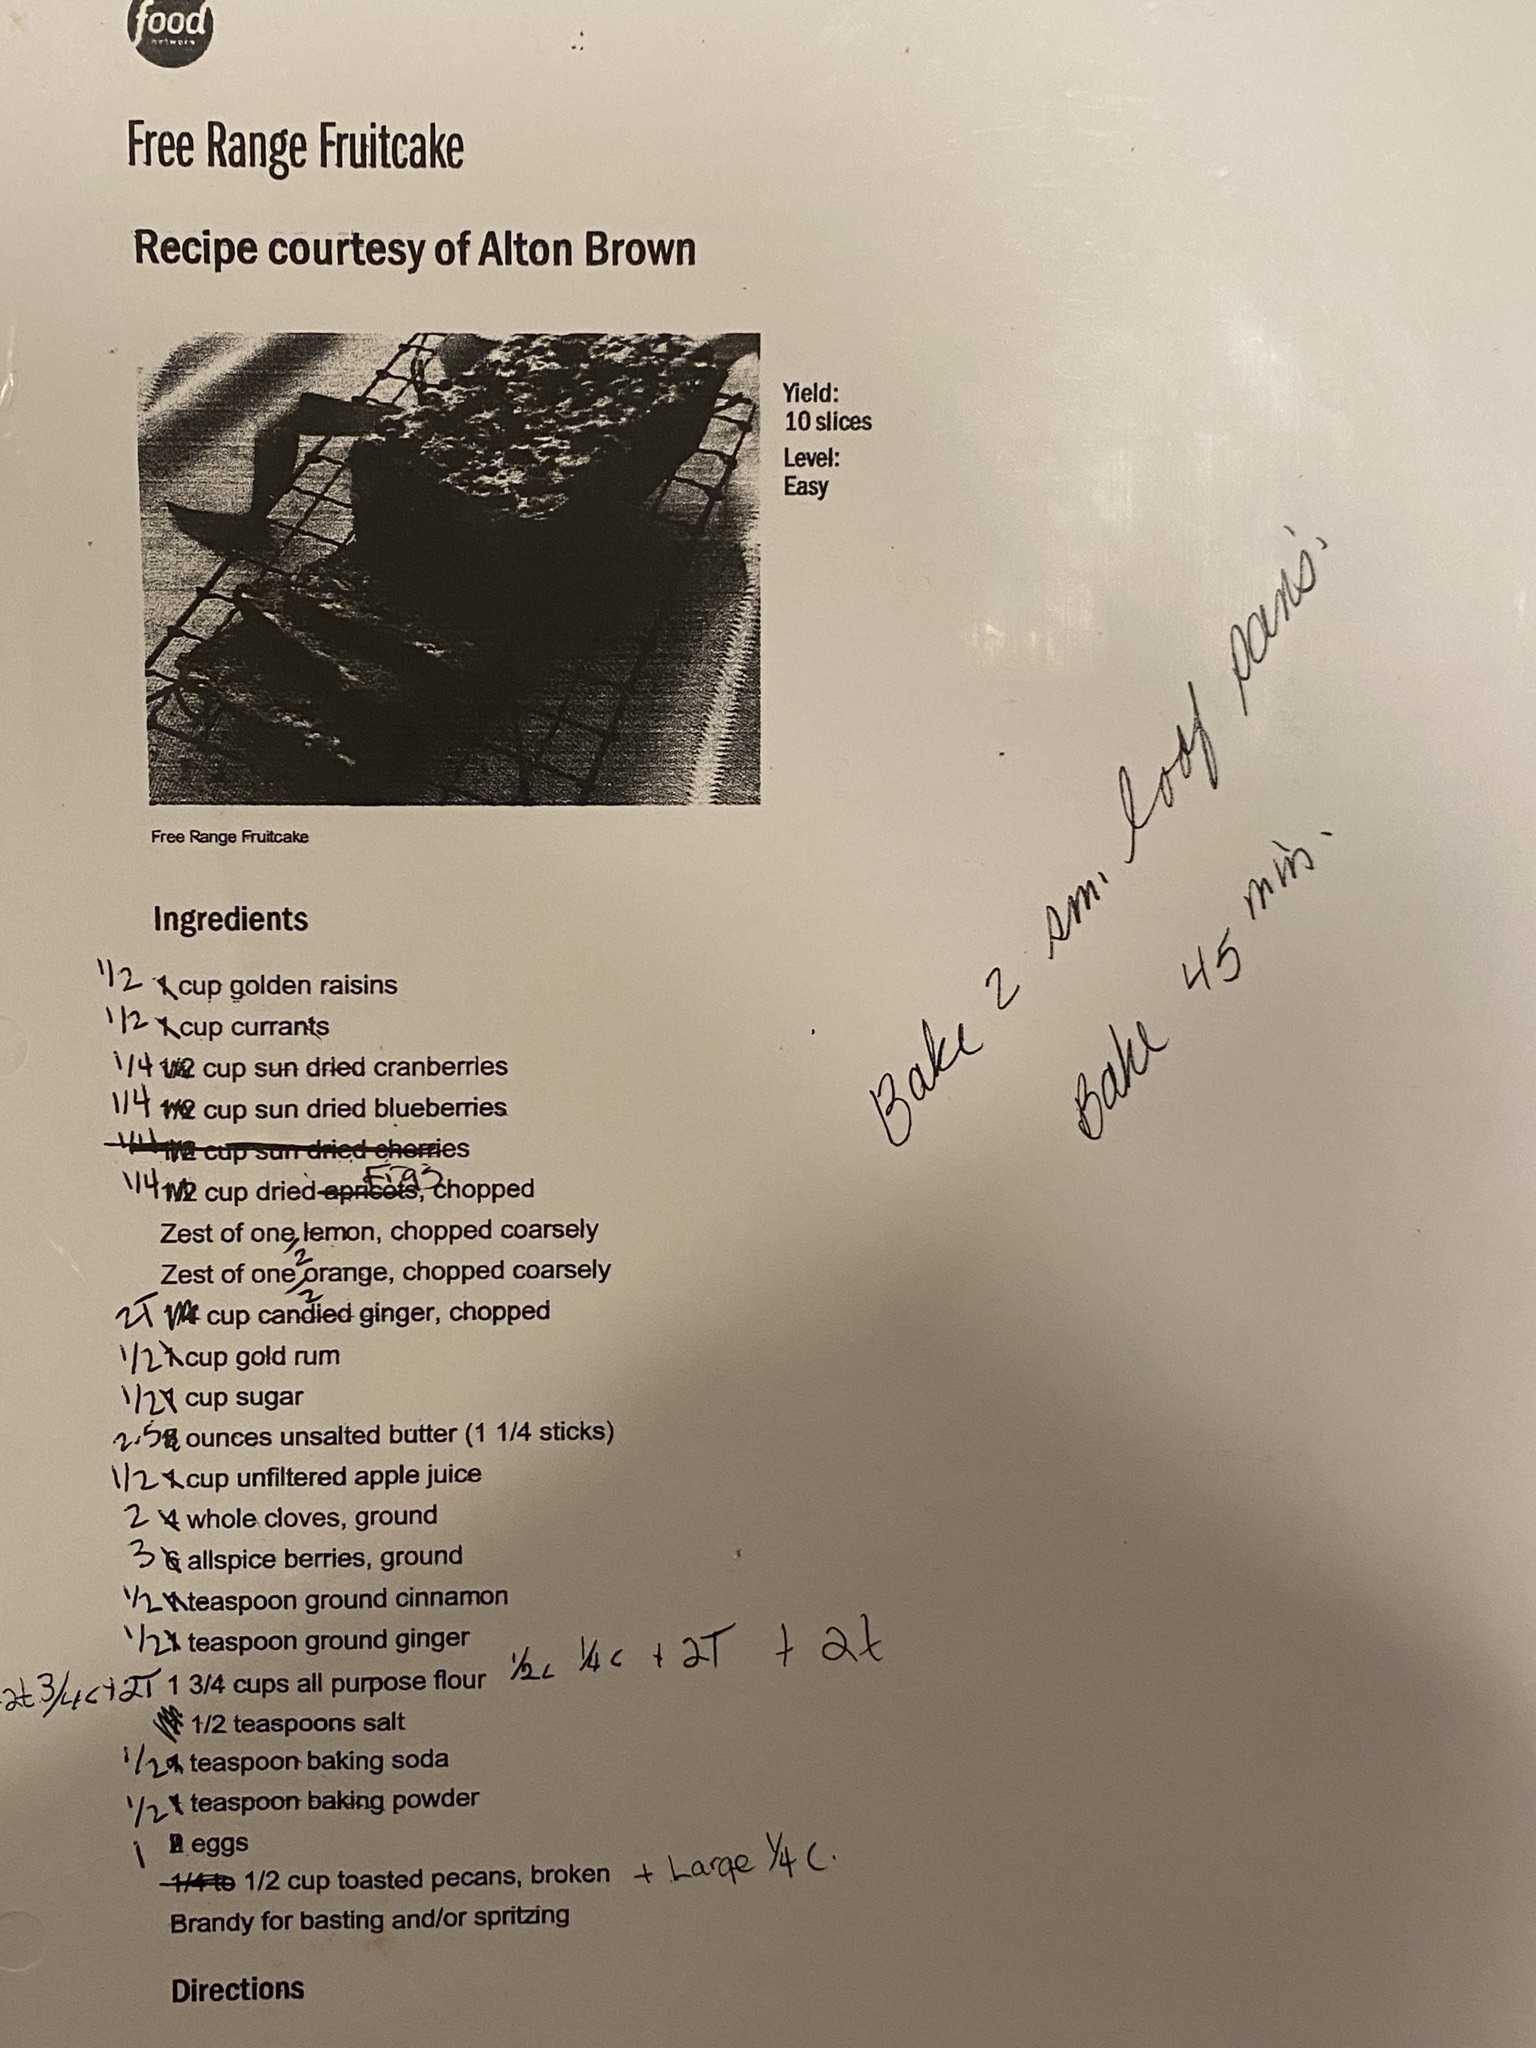 food
network
Free Range Fruitcake
Recipe courtesy of Alton Brown
Yield:
10 slices
Level:
Easy
Bake 2 sm. loaf pans.
Bake 45 min.
Free Range Fruitcake
Ingredients
1/2 1 cup golden raisins
1/2 1 cup currants
1/4 1/2 cup sun dried cranberries
1/4 1/2 cup sun dried blueberries
1/4 1/2 cup sun dried cherries
1/4 1/2 cup dried apricots, Figs chopped
Zest of one/2 lemon, chopped coarsely
Zest of one/2 orange, chopped coarsely
2T 1/4 cup candied ginger, chopped
1/2 1 cup gold rum
1/2 1 cup sugar
2.5 ounces unsalted butter (1 1/4 sticks)
1/2 1 cup unfiltered apple juice
2 4 whole cloves, ground
3 6 allspice berries, ground
1/2 1 teaspoon ground cinnamon
1/2 1 teaspoon ground ginger
2t 3/4c + 2T 1 3/4 cups all purpose flour 1/2c 1/4c + 2T + 2t
1/2 teaspoons salt
1/2 1 teaspoon baking soda
1/2 1 teaspoon baking powder
1 2 eggs
1/4 to 1/2 cup toasted pecans, broken + Large 1/4 C.
Brandy for basting and/or spritzing
Directions